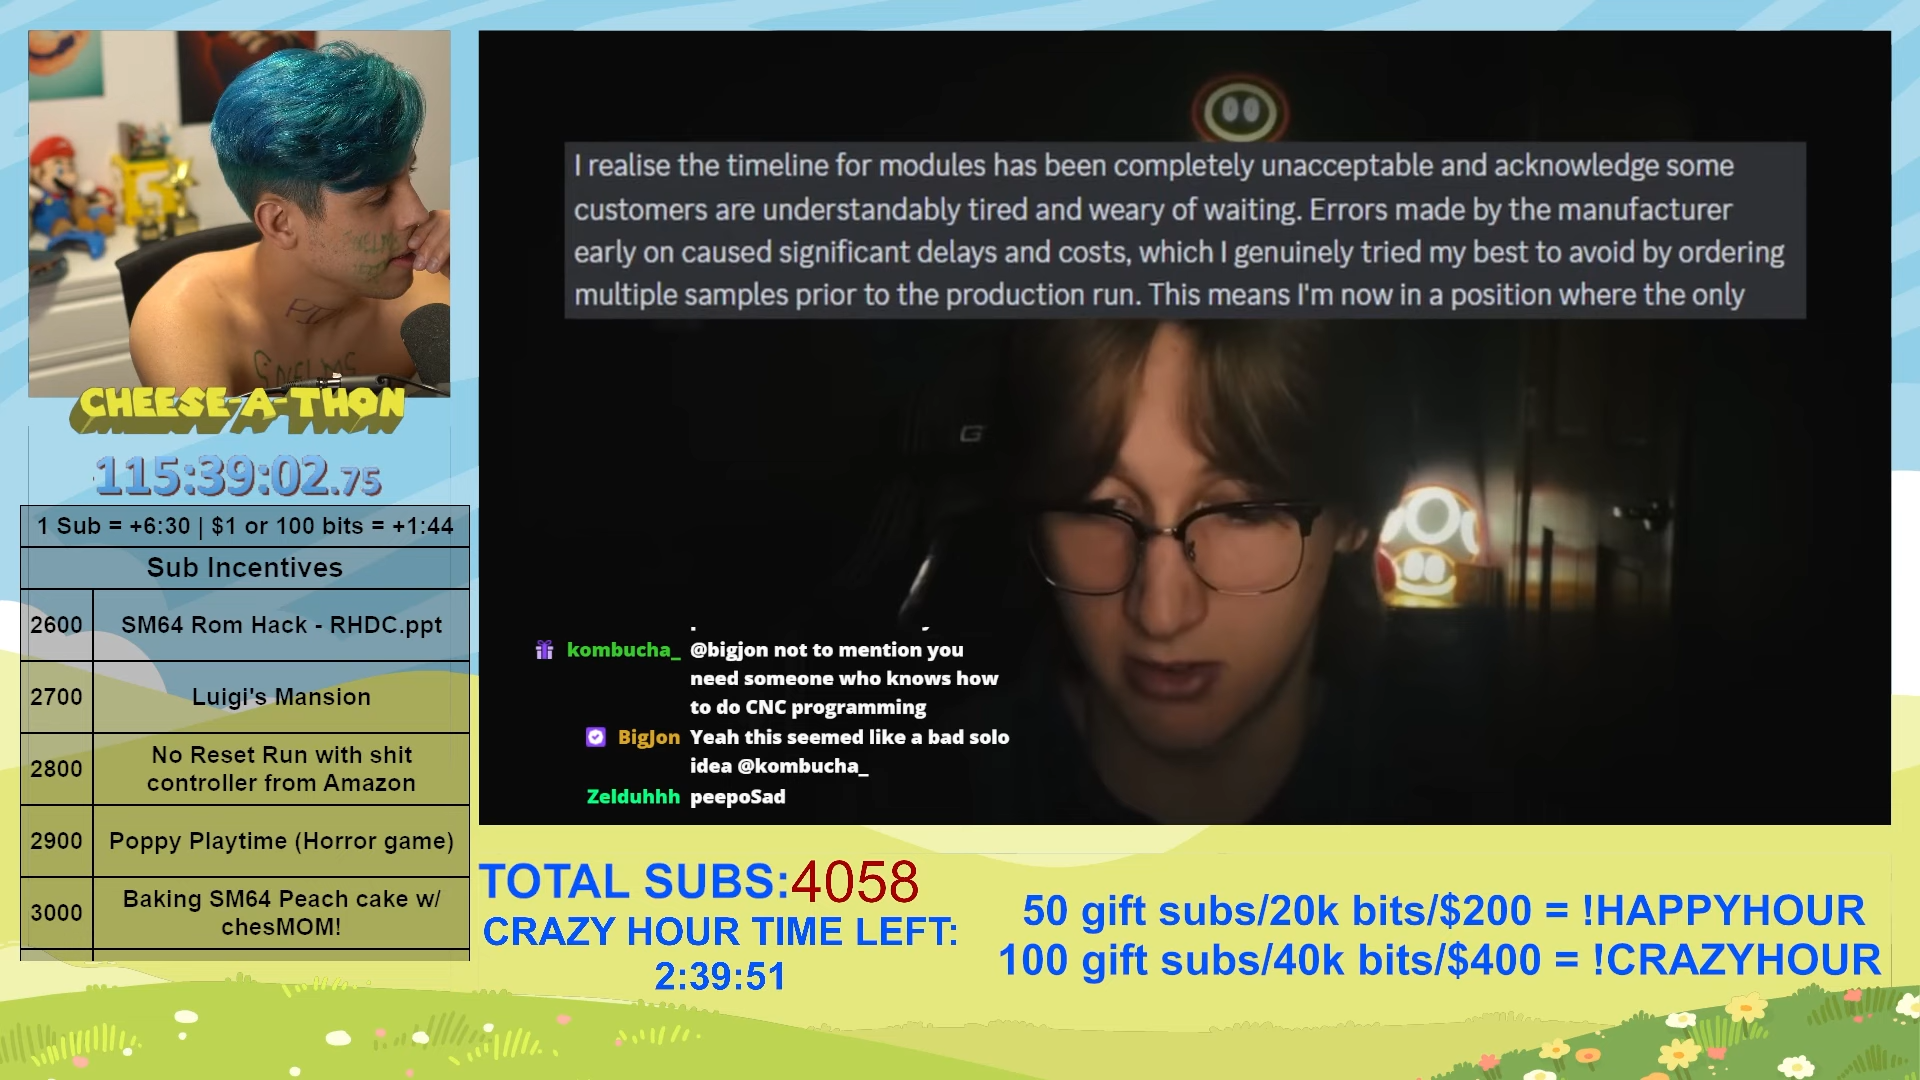 I realise the timeline for modules has been completely unacceptable and acknowledge some
customers are understandably tired and weary of waiting. Errors made by the manufacturer
early on caused significant delays and costs, which I genuinely tried my best to avoid by ordering
multiple samples prior to the production run. This means I'm now in a position where the only
CHEESE-A-THON
115:39:02.75
1 Sub = +6:30 | $1 or 100 bits = +1:44
Sub Incentives
2600 SM64 Rom Hack - RHDC.ppt
2700 Luigi's Mansion
2800 No Reset Run with shit
controller from Amazon
2900 Poppy Playtime (Horror game)
3000 Baking SM64 Peach cake w/
chesMOM!
kombucha_ @bigjon not to mention you
need someone who knows how
to do CNC programming
BigJon Yeah this seemed like a bad solo
idea @kombucha_
Zelduhhh peepoSad
TOTAL SUBS:4058
CRAZY HOUR TIME LEFT:
2:39:51
50 gift subs/20k bits/$200 = !HAPPYHOUR
100 gift subs/40k bits/$400 = !CRAZYHOUR